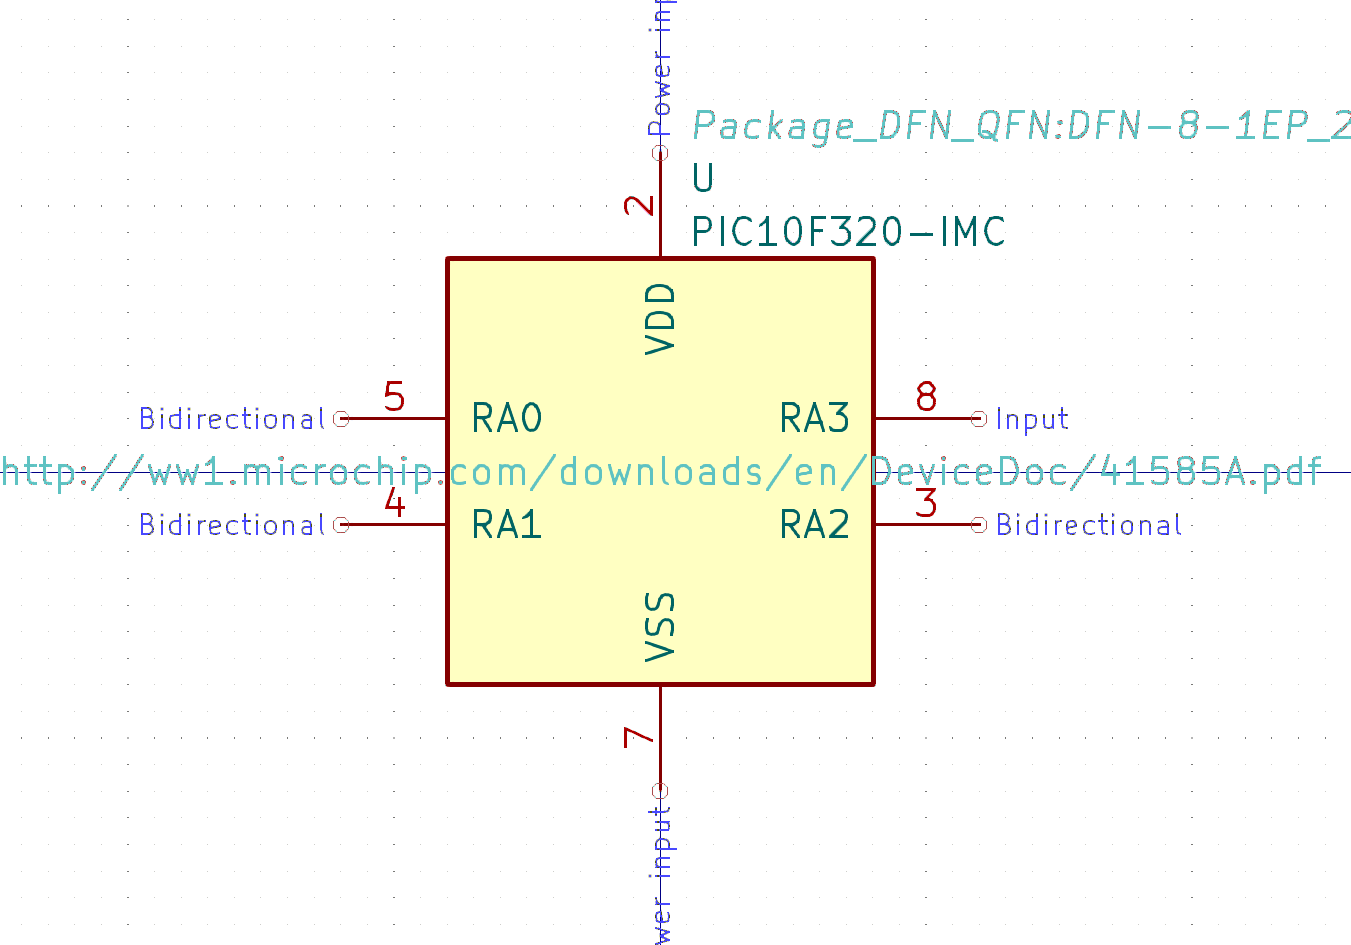 Power inp
Package_DFN_QFN:DFN-8-1EP_2
U
2
PIC10F320-IMC
VDD
5
8
Bidirectional
RA0
RA3
Input
http://ww1.microchip.com/downloads/en/DeviceDoc/41585A.pdf
4
3
Bidirectional
RA1
RA2
Bidirectional
VSS
7
wer input